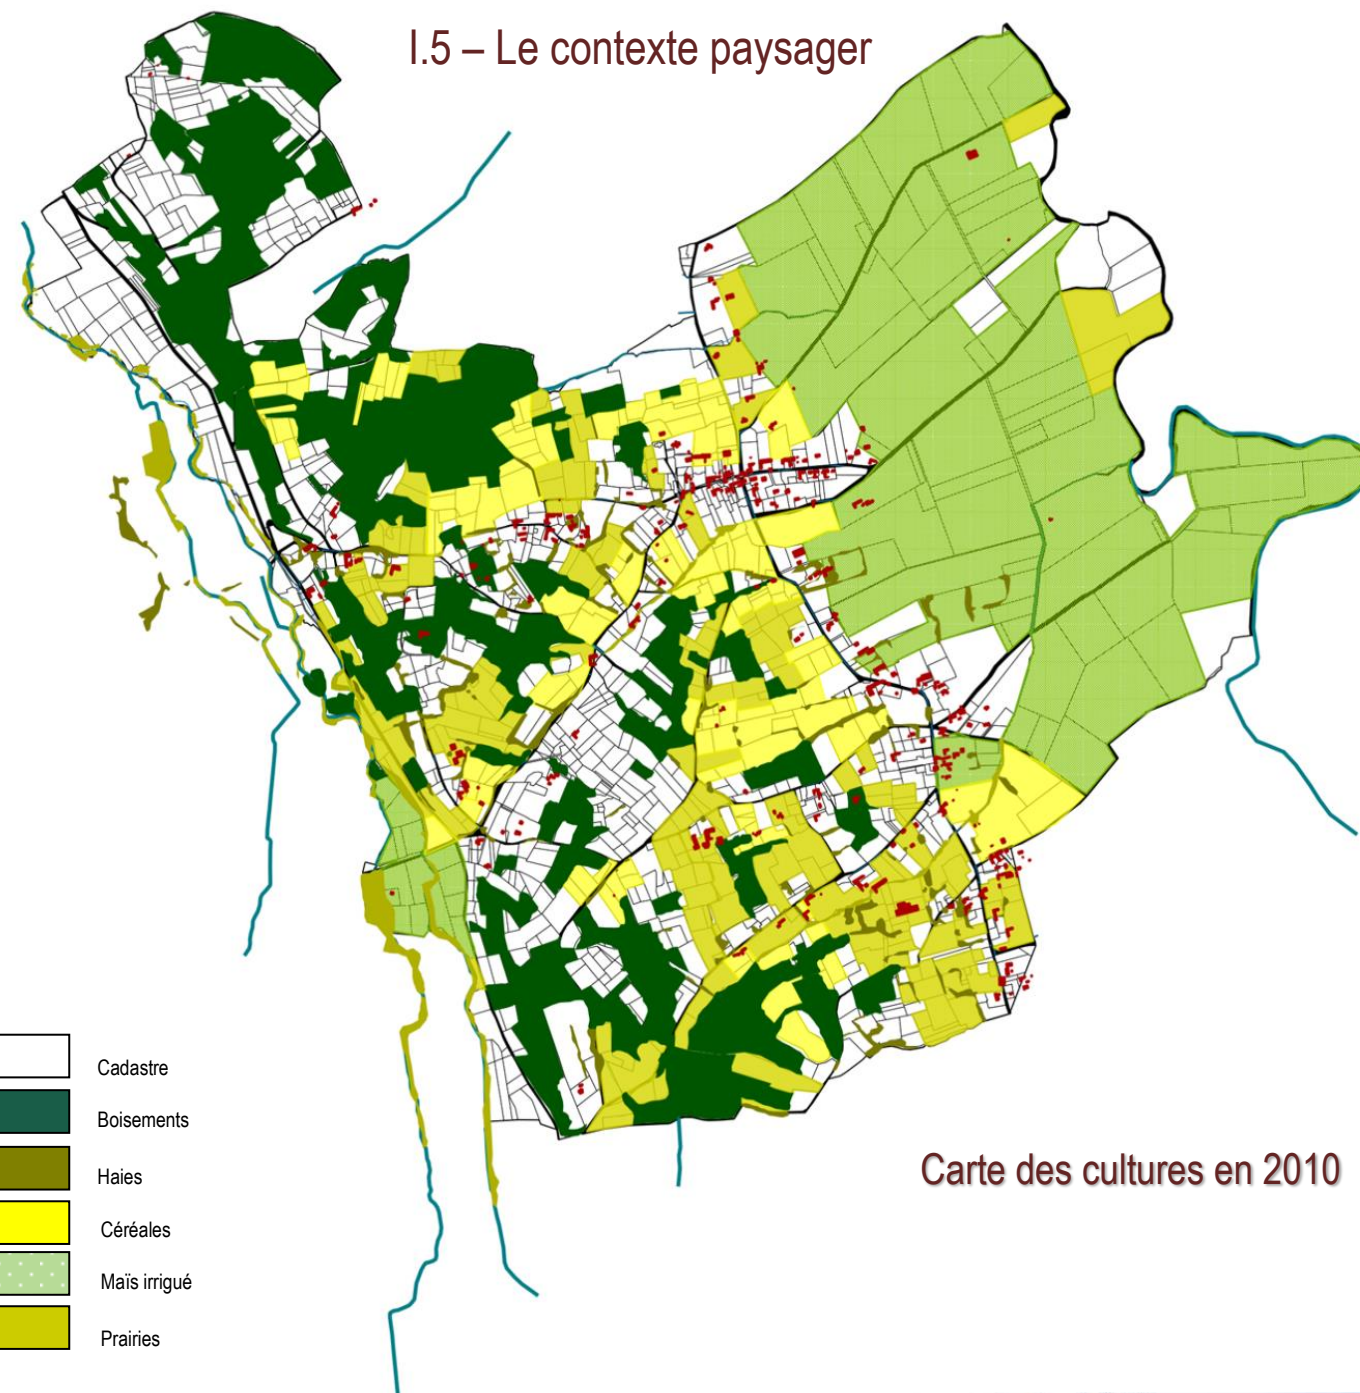 I.5 – Le contexte paysager
Cadastre
Boisements
Haies
Céréales
Maïs irrigué
Prairies
Carte des cultures en 2010